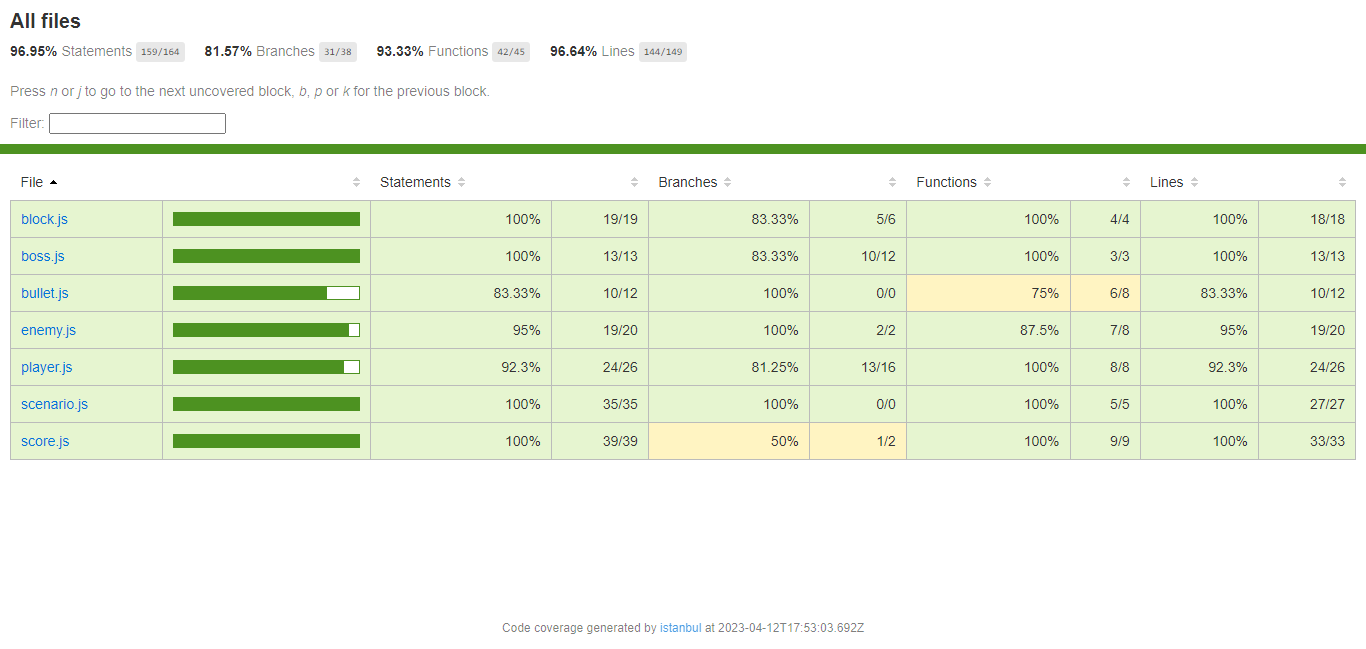 All files
96.95% Statements 159/164 81.57% Branches 31/38 93.33% Functions 42/45 96.64% Lines 144/149
Press n or j to go to the next uncovered block, b, p or k for the previous block.
Filter:
File Statements Branches Functions Lines
block.js 100% 19/19 83.33% 5/6 100% 4/4 100% 18/18
boss.js 100% 13/13 83.33% 10/12 100% 3/3 100% 13/13
bullet.js 83.33% 10/12 100% 0/0 75% 6/8 83.33% 10/12
enemy.js 95% 19/20 100% 2/2 87.5% 7/8 95% 19/20
player.js 92.3% 24/26 81.25% 13/16 100% 8/8 92.3% 24/26
scenario.js 100% 35/35 100% 0/0 100% 5/5 100% 27/27
score.js 100% 39/39 50% 1/2 100% 9/9 100% 33/33
Code coverage generated by istanbul at 2023-04-12T17:53:03.692Z